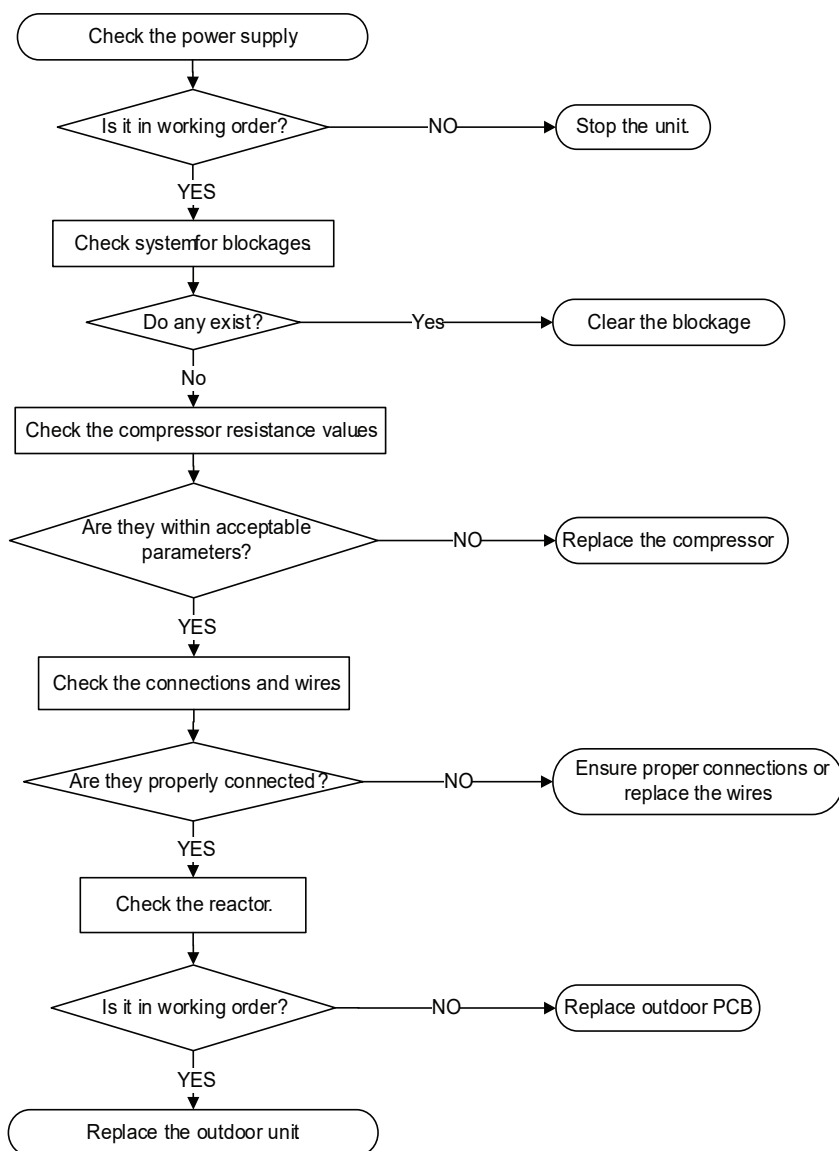 Check the power supply
Is it in working order?
NO
Stop the unit.
YES
Check systemfor blockages.
Do any exist?
Yes
Clear the blockage
No
Check the compressor resistance values
Are they within acceptable
parameters?
NO
Replace the compressor
YES
Check the connections and wires.
Are they properly connected?
NO
Ensure proper connections or
replace the wires
YES
Check the reactor.
Is it in working order?
NO
Replace outdoor PCB
YES
Replace the outdoor unit